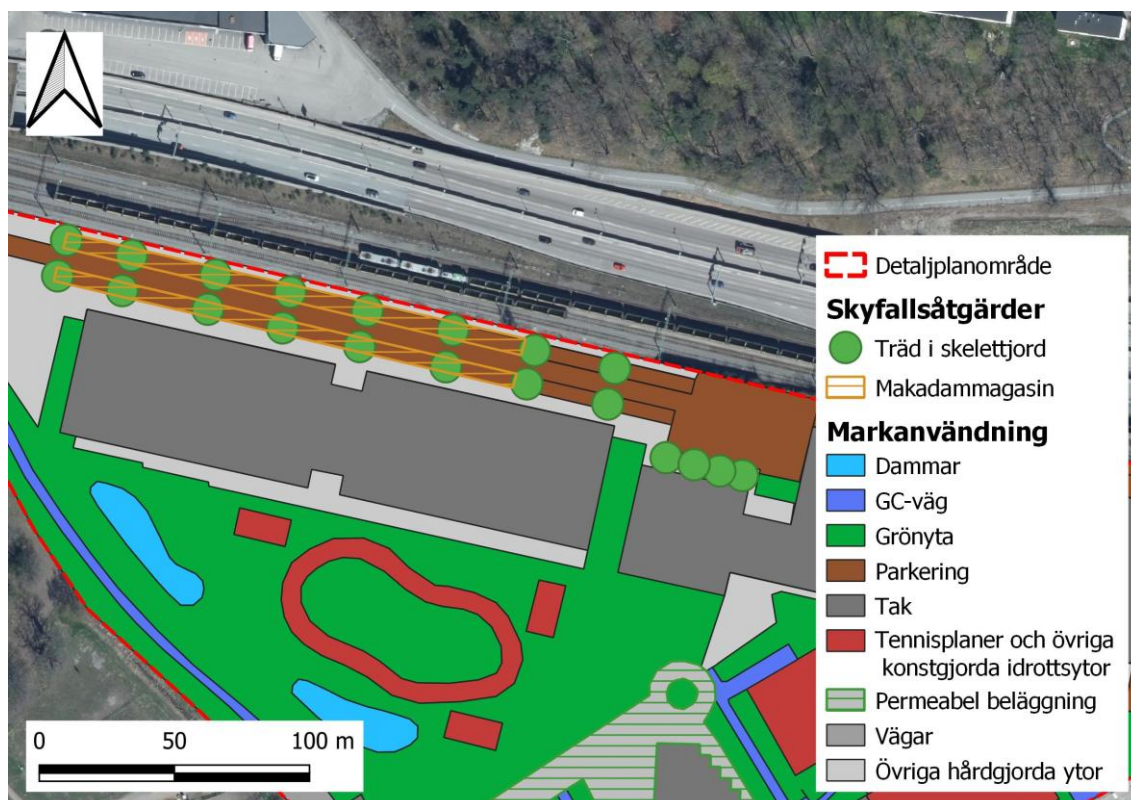 Detaljplanområde
Skyfallsåtgärder
Träd i skelettjord
Makadammagasin
Markanvändning
Dammar
GC-väg
Grönyta
Parkering
Tak
Tennisplaner och övriga
konstgjorda idrottsytor
Permeabel beläggning
Vägar
Övriga hårdgjorda ytor
0 50 100 m